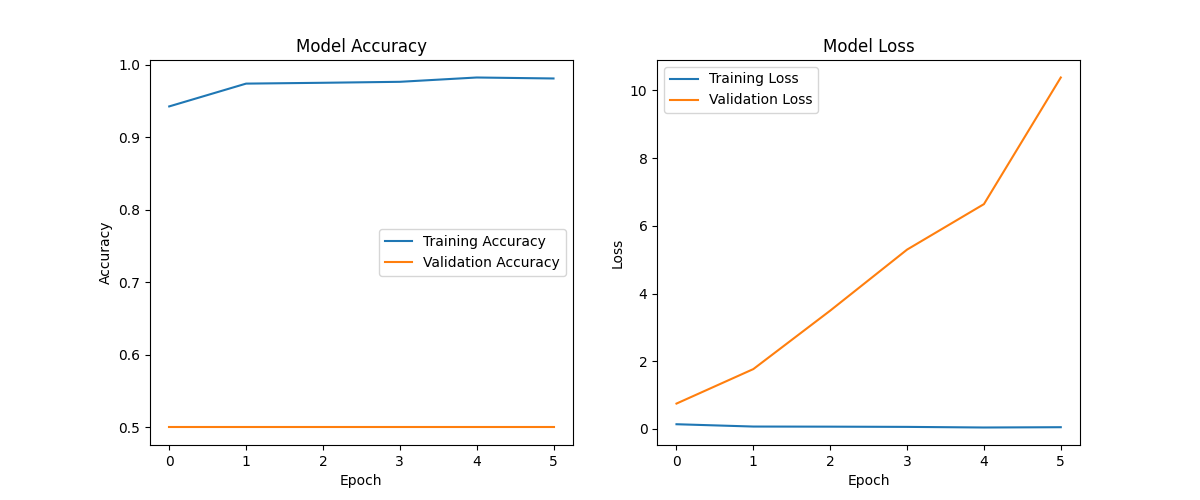 Model Accuracy
1.0
0.9
0.8
0.7
0.6
0.5
Accuracy
Training Accuracy
Validation Accuracy
0 1 2 3 4 5
Epoch
Model Loss
10
8
6
4
2
0
Loss
Training Loss
Validation Loss
0 1 2 3 4 5
Epoch